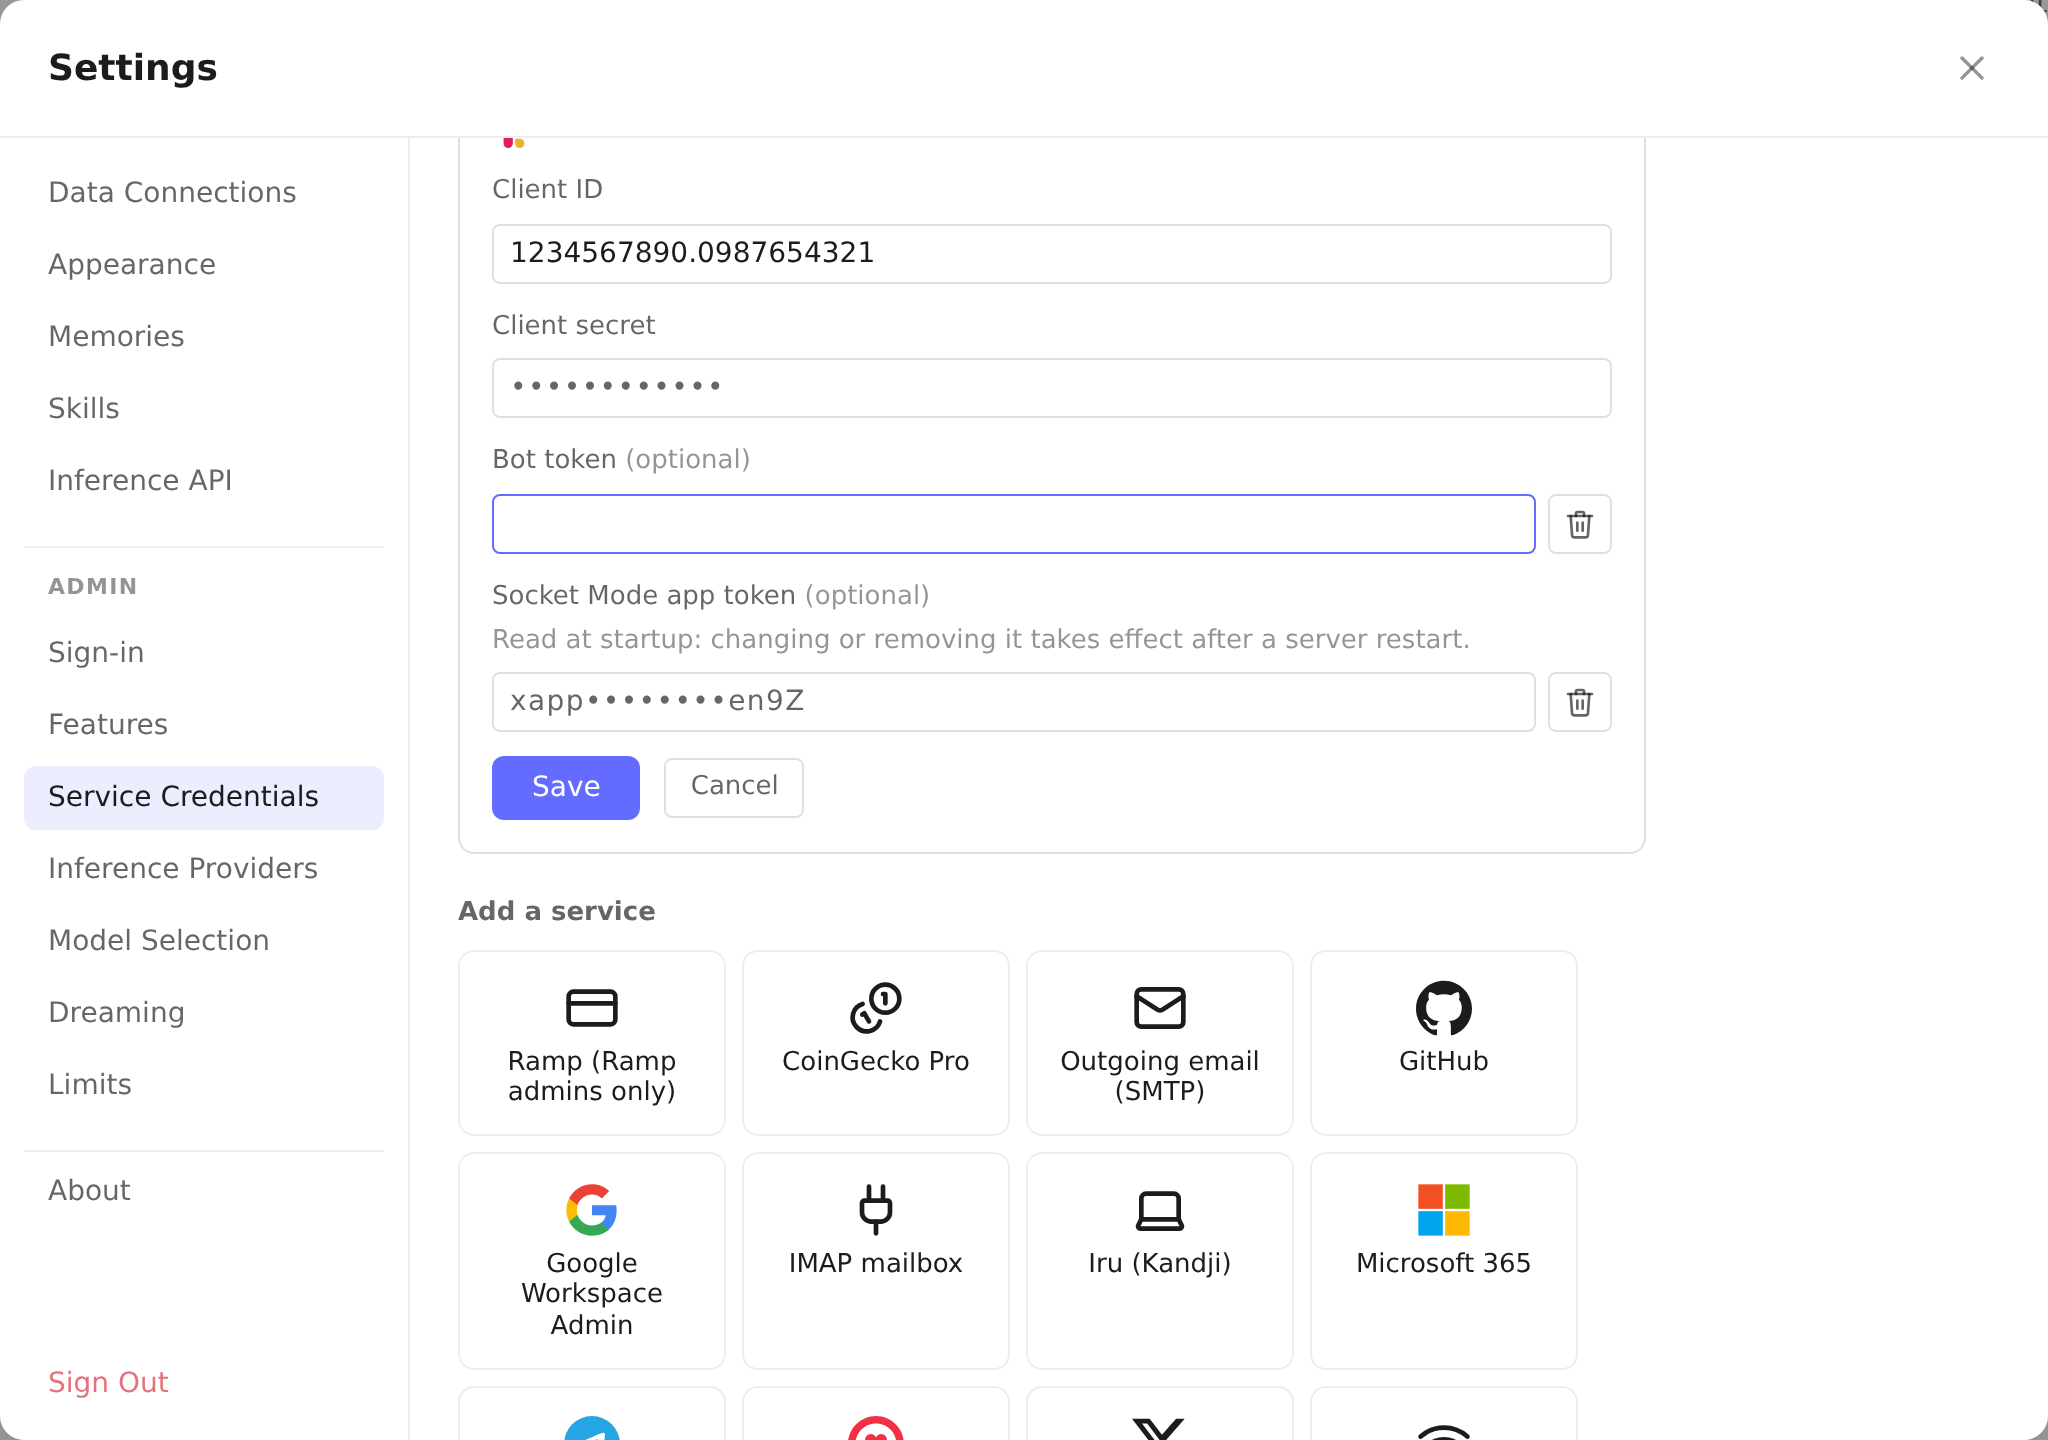 Settings
Data Connections
Appearance
Memories
Skills
Inference API
ADMIN
Sign-in
Features
Service Credentials
Inference Providers
Model Selection
Dreaming
Limits
About
Sign Out
Client ID
1234567890.0987654321
Client secret
••••••••••••
Bot token (optional)
Socket Mode app token (optional)
Read at startup: changing or removing it takes effect after a server restart.
xapp••••••••en9Z
Save
Cancel
Add a service
Ramp (Ramp
admins only)
CoinGecko Pro
Outgoing email
(SMTP)
GitHub
Google
Workspace
Admin
IMAP mailbox
Iru (Kandji)
Microsoft 365